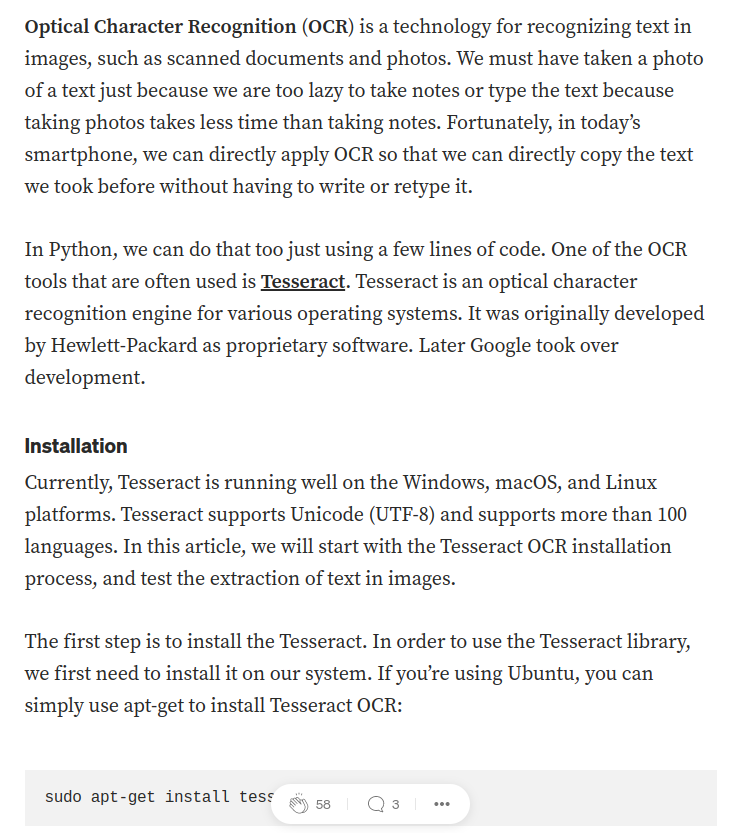 Optical Character Recognition (OCR) is a technology for recognizing text in
images, such as scanned documents and photos. We must have taken a photo
of a text just because we are too lazy to take notes or type the text because
taking photos takes less time than taking notes. Fortunately, in today’s
smartphone, we can directly apply OCR so that we can directly copy the text
we took before without having to write or retype it.
In Python, we can do that too just using a few lines of code. One of the OCR
tools that are often used is Tesseract. Tesseract is an optical character
recognition engine for various operating systems. It was originally developed
by Hewlett-Packard as proprietary software. Later Google took over
development.
Installation
Currently, Tesseract is running well on the Windows, macOS, and Linux
platforms. Tesseract supports Unicode (UTF-8) and supports more than 100
languages. In this article, we will start with the Tesseract OCR installation
process, and test the extraction of text in images.
The first step is to install the Tesseract. In order to use the Tesseract library,
we first need to install it on our system. If you’re using Ubuntu, you can
simply use apt-get to install Tesseract OCR:
sudo apt-get install tess
58 3